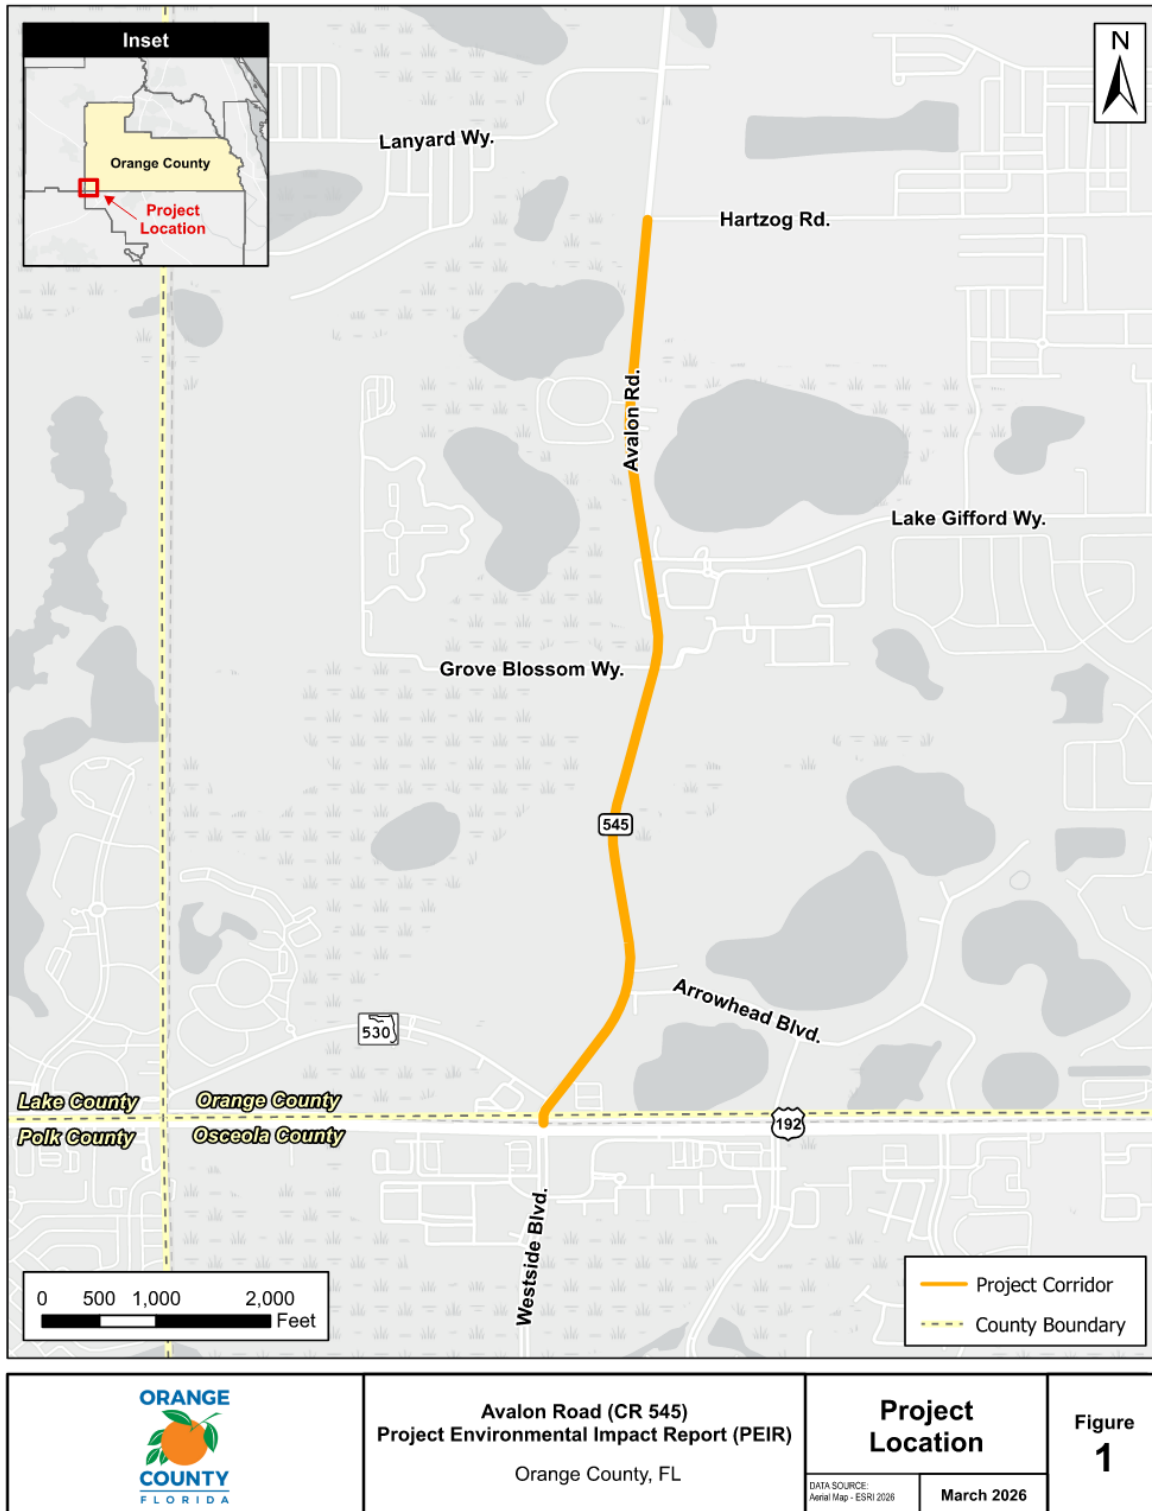 Inset
Orange County
Project
Location
N
Lanyard Wy.
Hartzog Rd.
Avalon Rd.
Lake Gifford Wy.
Grove Blossom Wy.
545
Arrowhead Blvd.
530
Lake County
Orange County
Polk County
Osceola County
192
Westside Blvd.
0 500 1,000 2,000
Feet
Project Corridor
County Boundary
ORANGE
COUNTY
FLORIDA
Avalon Road (CR 545)
Project Environmental Impact Report (PEIR)
Orange County, FL
Project
Location
DATA SOURCE:
Aerial Map - ESRI 2026
March 2026
Figure
1